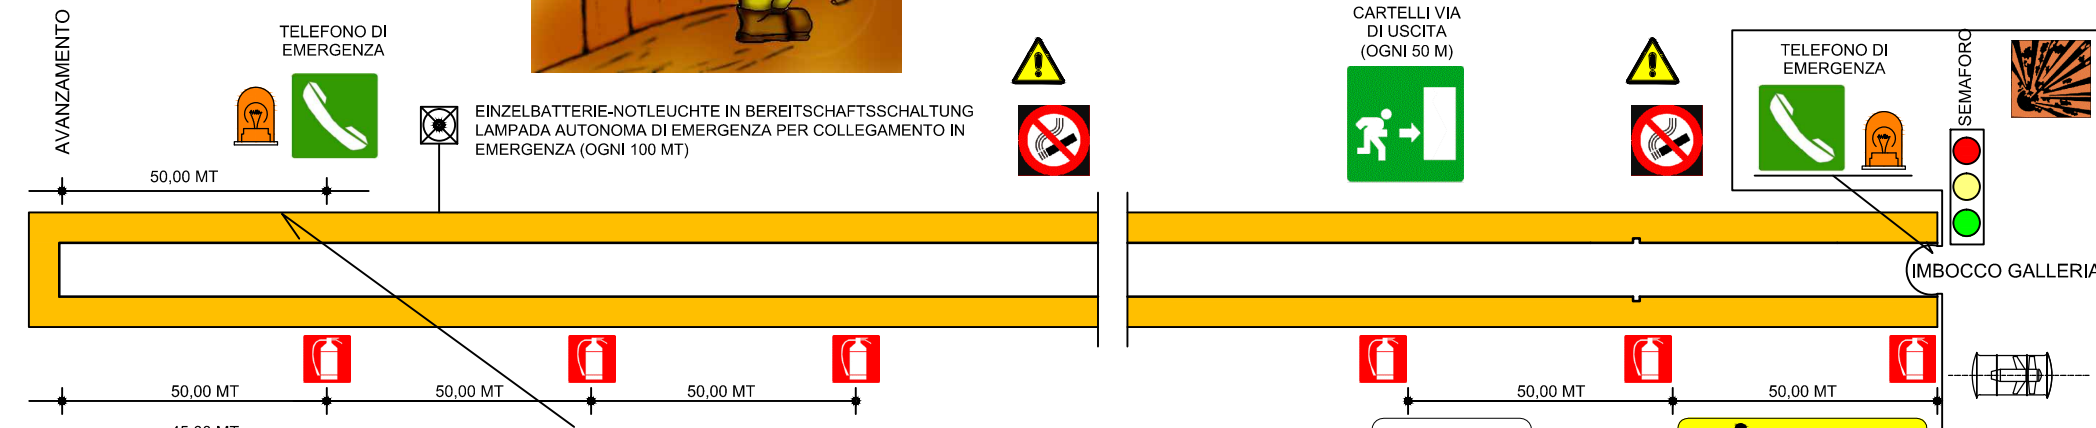 AVANZAMENTO
TELEFONO DI
EMERGENZA
EINZELBATTERIE-NOTLEUCHTE IN BEREITSCHAFTSSCHALTUNG
LAMPADA AUTONOMA DI EMERGENZA PER COLLEGAMENTO IN
EMERGENZA (OGNI 100 MT)
CARTELLI VIA
DI USCITA
(OGNI 50 M)
TELEFONO DI
EMERGENZA
SEMAFORO
50,00 MT
IMBOCCO GALLERIA
50,00 MT
50,00 MT
50,00 MT
50,00 MT
50,00 MT